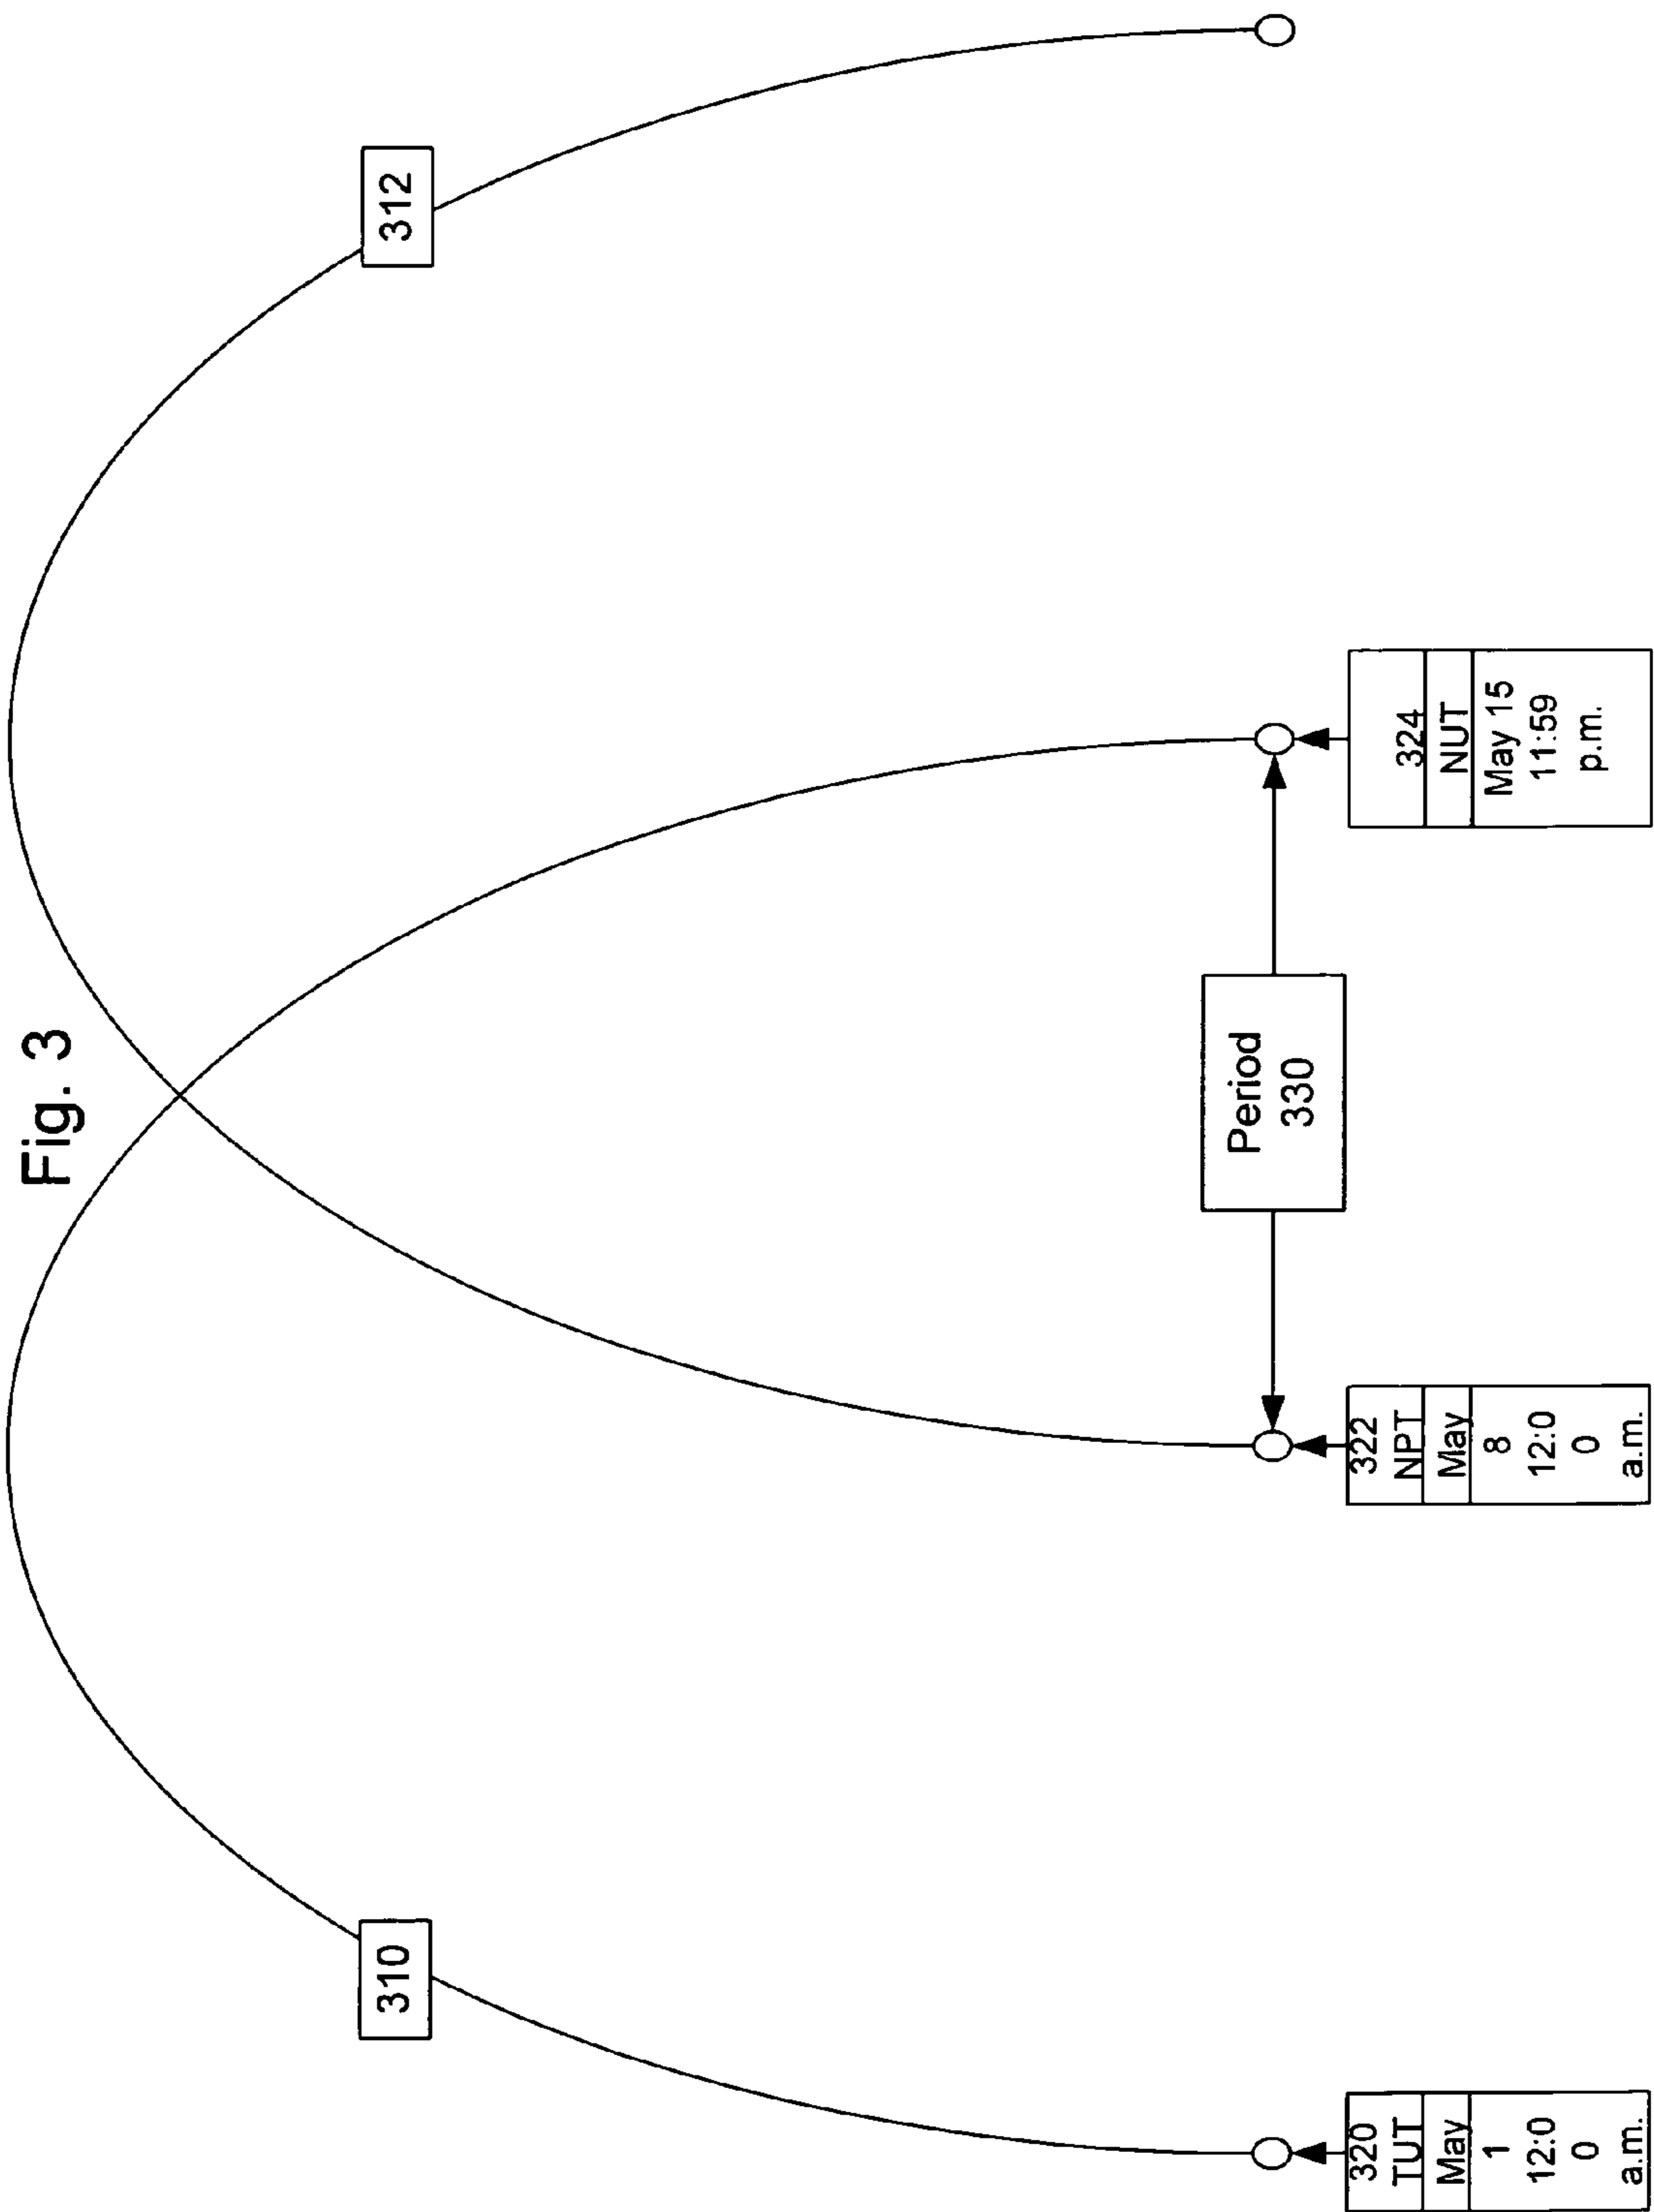 Fig. 3
310
312
Period
330
320
TUT
May
1
12:0
0
a.m.
322
NPT
May
8
12:0
0
a.m.
324
NUT
May 15
11:59
p.m.